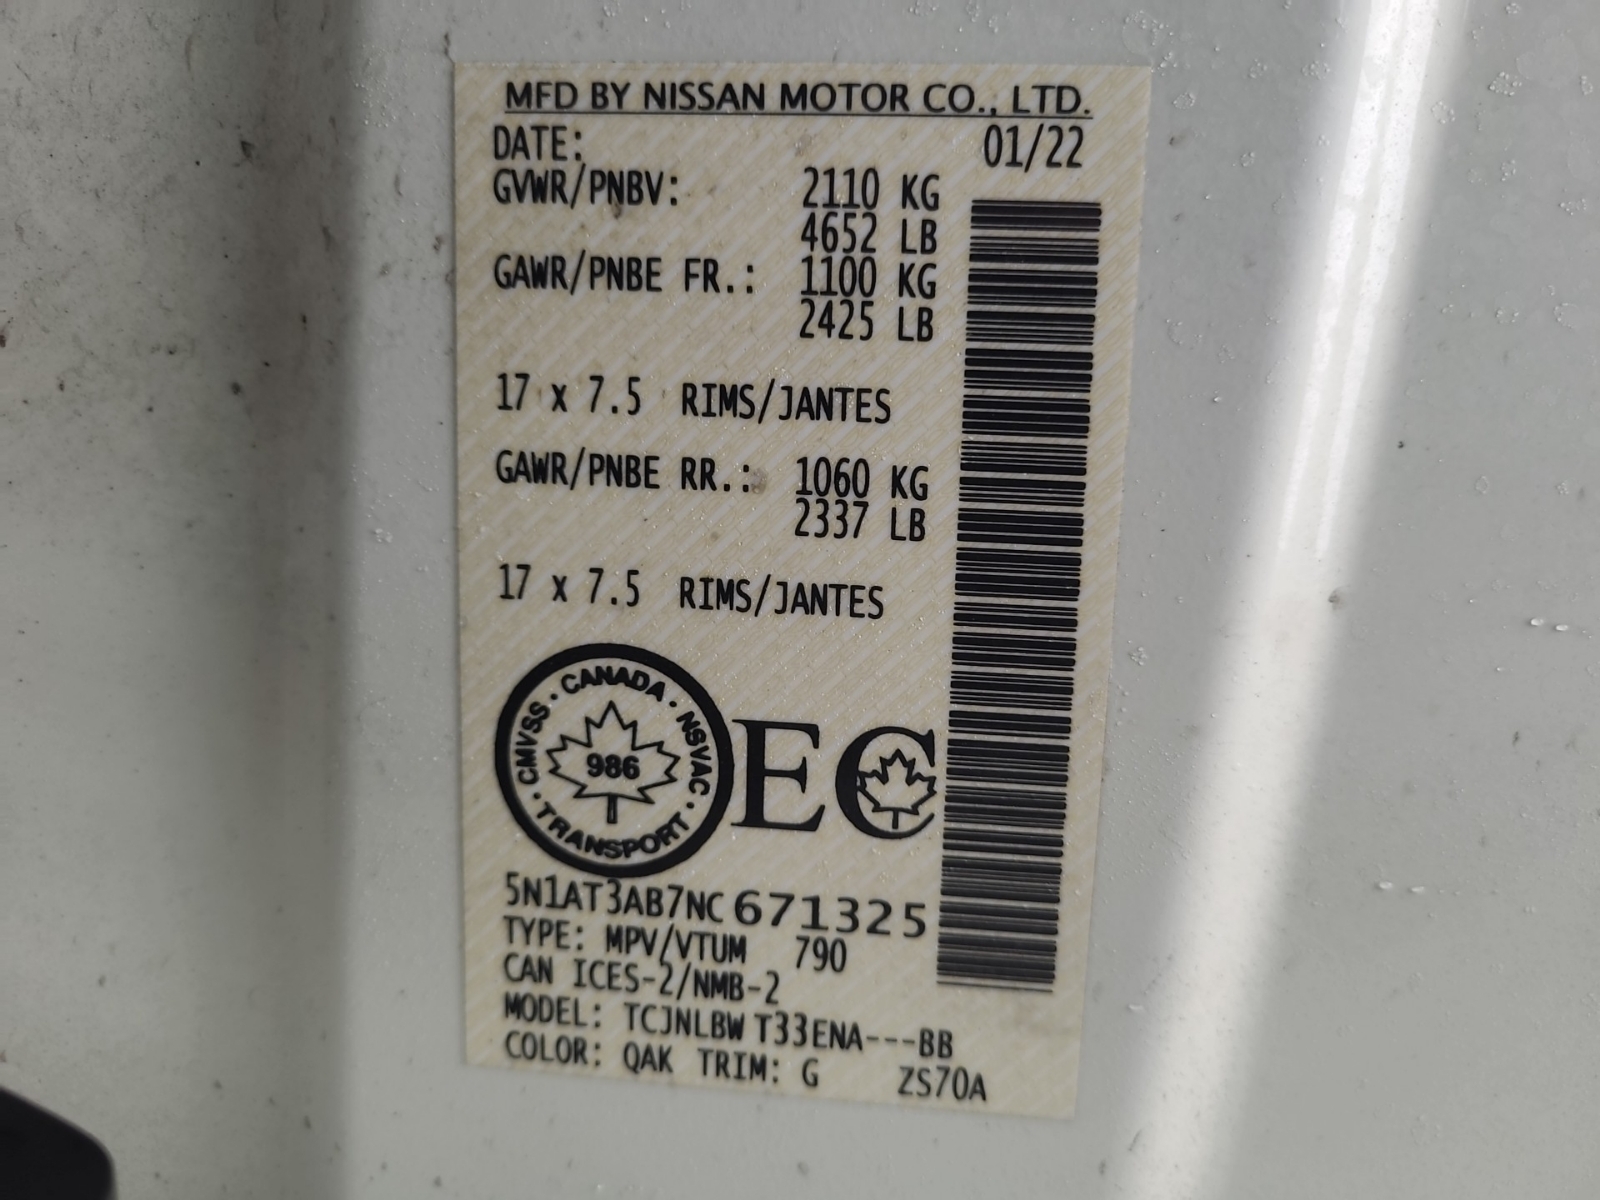 MFD BY NISSAN MOTOR CO., LTD.
DATE: 01/22
GVWR/PNBV: 2110 KG
4652 LB
GAWR/PNBE FR.: 1100 KG
2425 LB
17 x 7.5 RIMS/JANTES
GAWR/PNBE RR.: 1060 KG
2337 LB
17 x 7.5 RIMS/JANTES
CANADA · NSVAC · TRANSPORT · CMVSS ·
986
EC
5N1AT3AB7NC671325
TYPE: MPV/VTUM 790
CAN ICES-2/NMB-2
MODEL: TCJNLBW T33ENA---BB
COLOR: QAK TRIM: G ZS70A